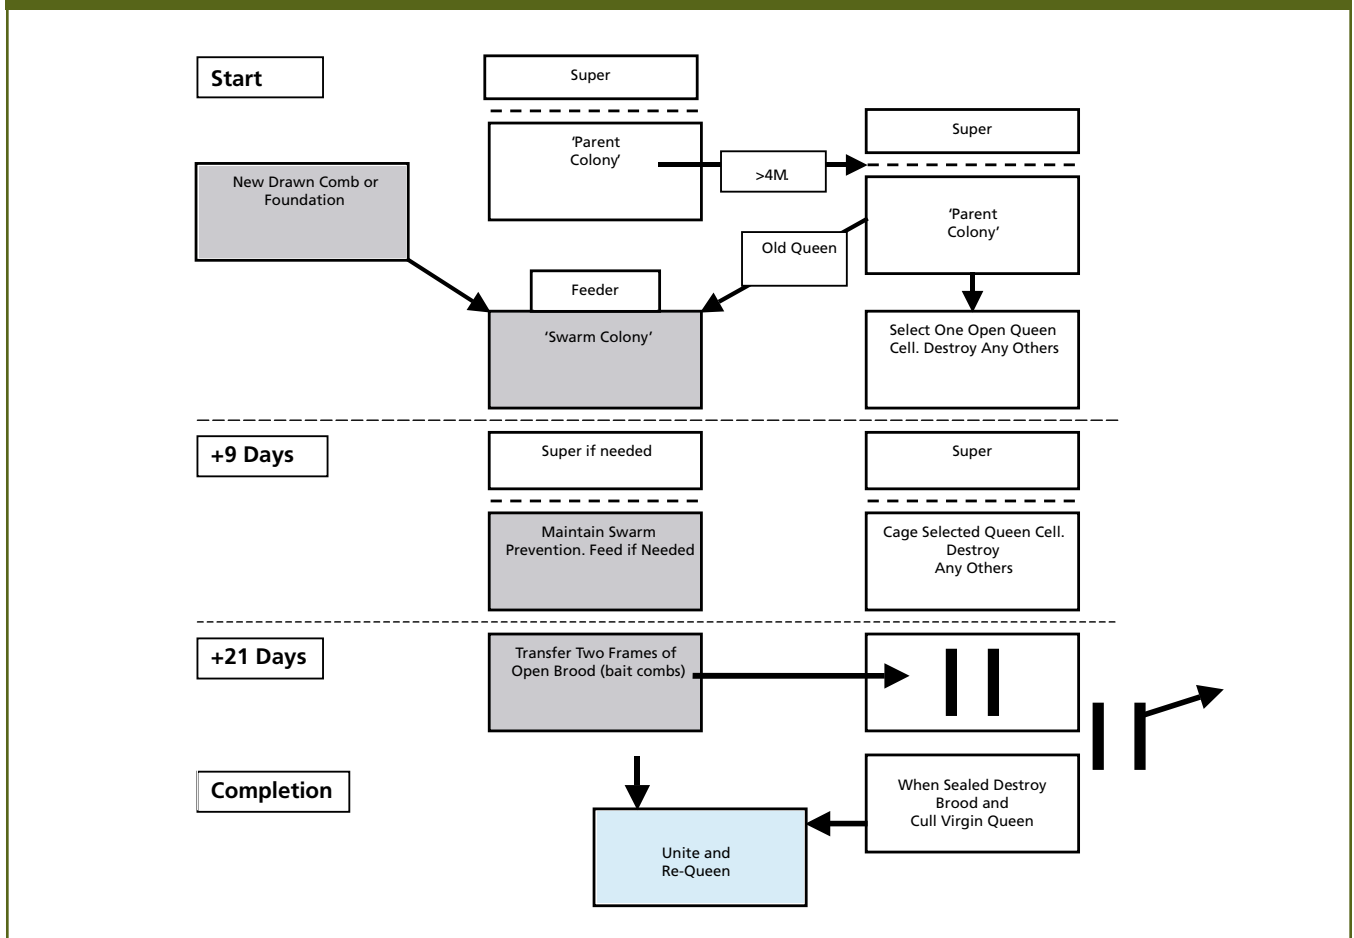 Start
Super
'Parent
Colony'
>4M.
Super
New Drawn Comb or
Foundation
'Parent
Colony'
Old Queen
Feeder
'Swarm Colony'
Select One Open Queen
Cell. Destroy Any Others
+9 Days
Super if needed
Super
Maintain Swarm
Prevention. Feed if Needed
Cage Selected Queen Cell.
Destroy
Any Others
+21 Days
Transfer Two Frames of
Open Brood (bait combs)
Completion
When Sealed Destroy
Brood and
Cull Virgin Queen
Unite and
Re-Queen